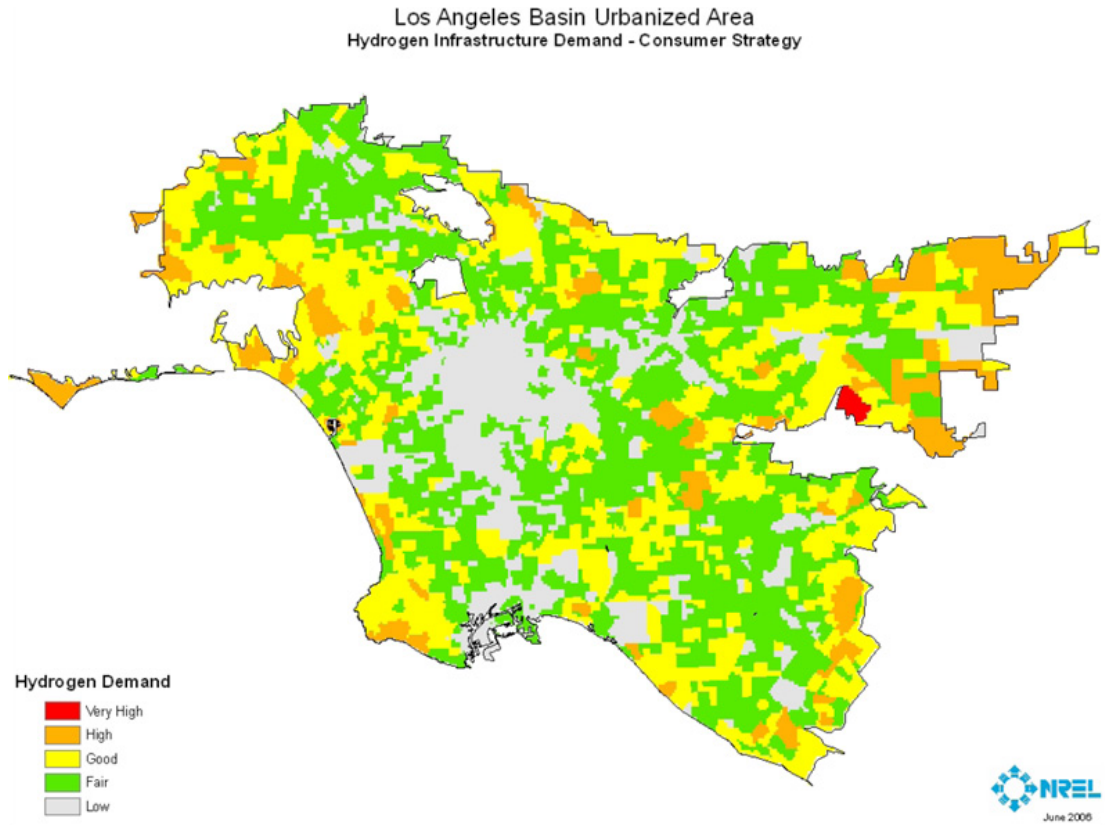 Los Angeles Basin Urbanized Area
Hydrogen Infrastructure Demand - Consumer Strategy
Hydrogen Demand
Very High
High
Good
Fair
Low
NREL
June 2006